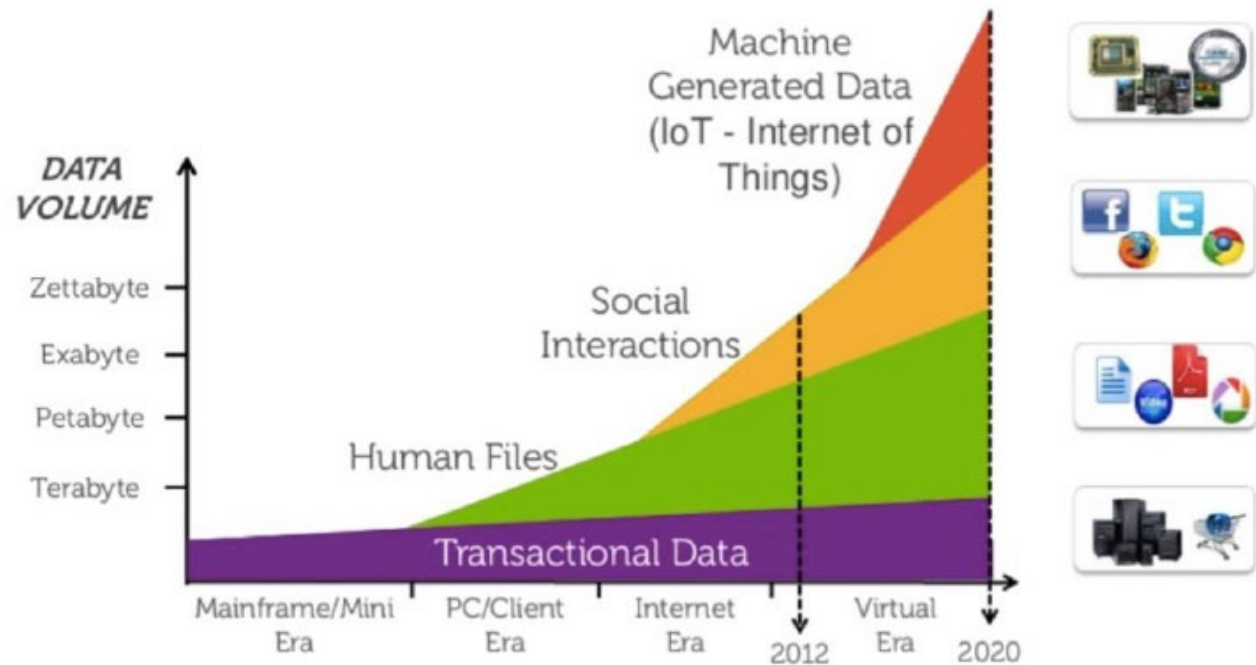 Machine
Generated Data
(IoT - Internet of
Things)
DATA
VOLUME
Zettabyte
Social
Interactions
Exabyte
Petabyte
Human Files
Terabyte
Transactional Data
Mainframe/Mini
Era
PC/Client
Era
Internet
Era
2012
Virtual
Era
2020
f
t
Video